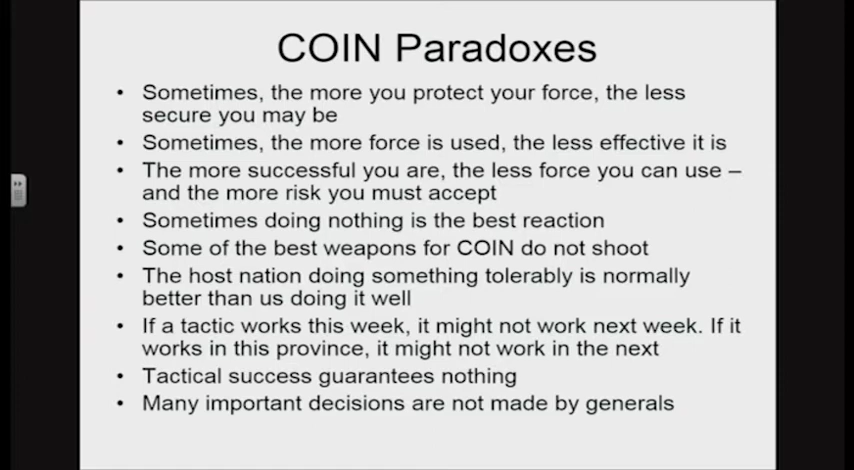 COIN Paradoxes
• Sometimes, the more you protect your force, the less
secure you may be
• Sometimes, the more force is used, the less effective it is
• The more successful you are, the less force you can use –
and the more risk you must accept
• Sometimes doing nothing is the best reaction
• Some of the best weapons for COIN do not shoot
• The host nation doing something tolerably is normally
better than us doing it well
• If a tactic works this week, it might not work next week. If it
works in this province, it might not work in the next
• Tactical success guarantees nothing
• Many important decisions are not made by generals